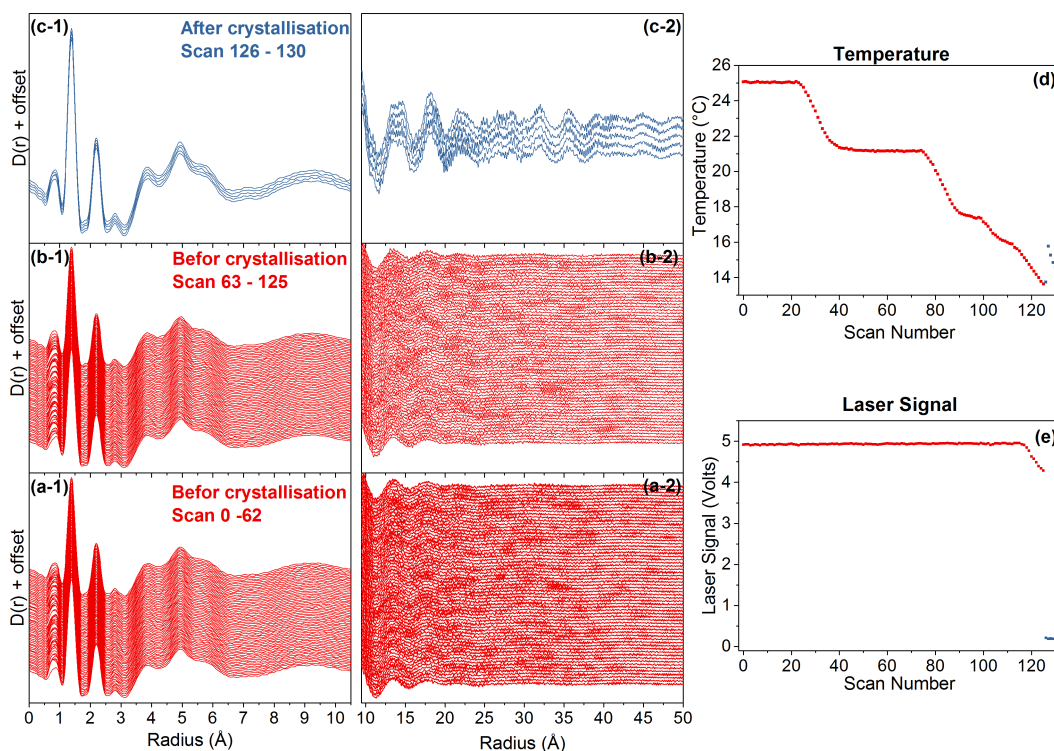 (c-1)
After crystallisation
Scan 126 - 130
D(r) + offset
(c-2)
(b-1)
Befor crystallisation
Scan 63 - 125
D(r) + offset
(b-2)
(a-1)
Befor crystallisation
Scan 0 -62
D(r) + offset
0 1 2 3 4 5 6 7 8 9 10
Radius (Å)
(a-2)
10 15 20 25 30 35 40 45 50
Radius (Å)
Temperature
(d)
26
24
22
20
18
16
14
Temperature (°C)
0 20 40 60 80 100 120
Scan Number
Laser Signal
(e)
5
4
3
2
1
0
Laser Signal (Volts)
0 20 40 60 80 100 120
Scan Number